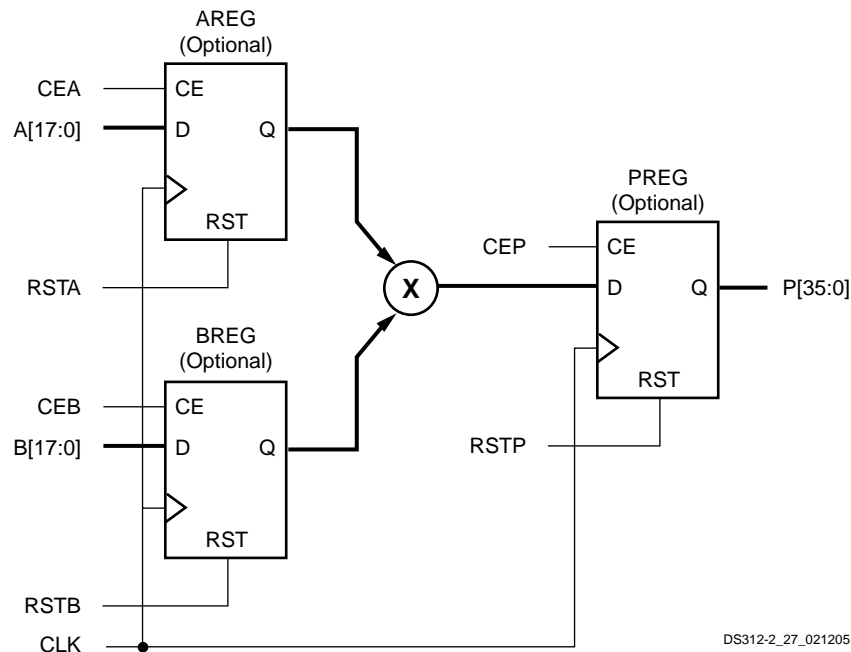 AREG
(Optional)
CEA
CE
A[17:0]
D
Q
RST
RSTA
BREG
(Optional)
CEB
CE
B[17:0]
D
Q
RST
RSTB
CLK
X
PREG
(Optional)
CEP
CE
D
Q
P[35:0]
RST
RSTP
DS312-2_27_021205